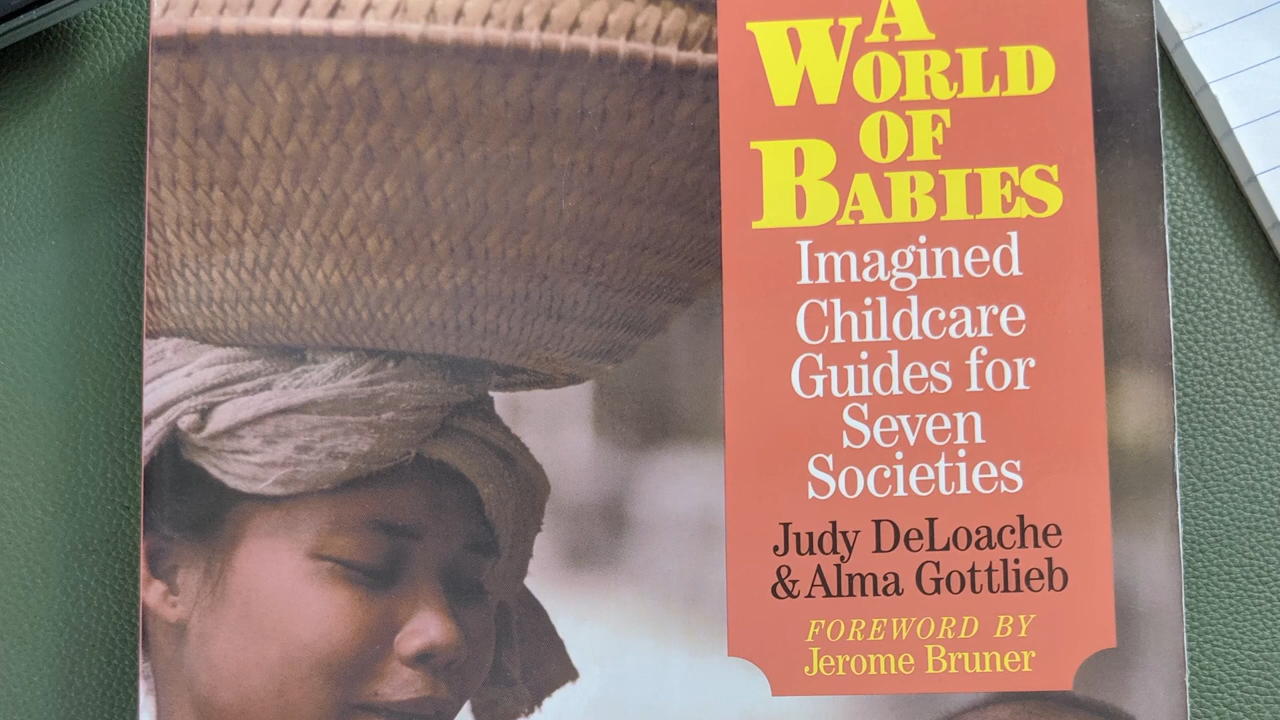 A
WORLD
OF
BABIES
Imagined
Childcare
Guides for
Seven
Societies
Judy DeLoache
& Alma Gottlieb
FOREWORD BY
Jerome Bruner